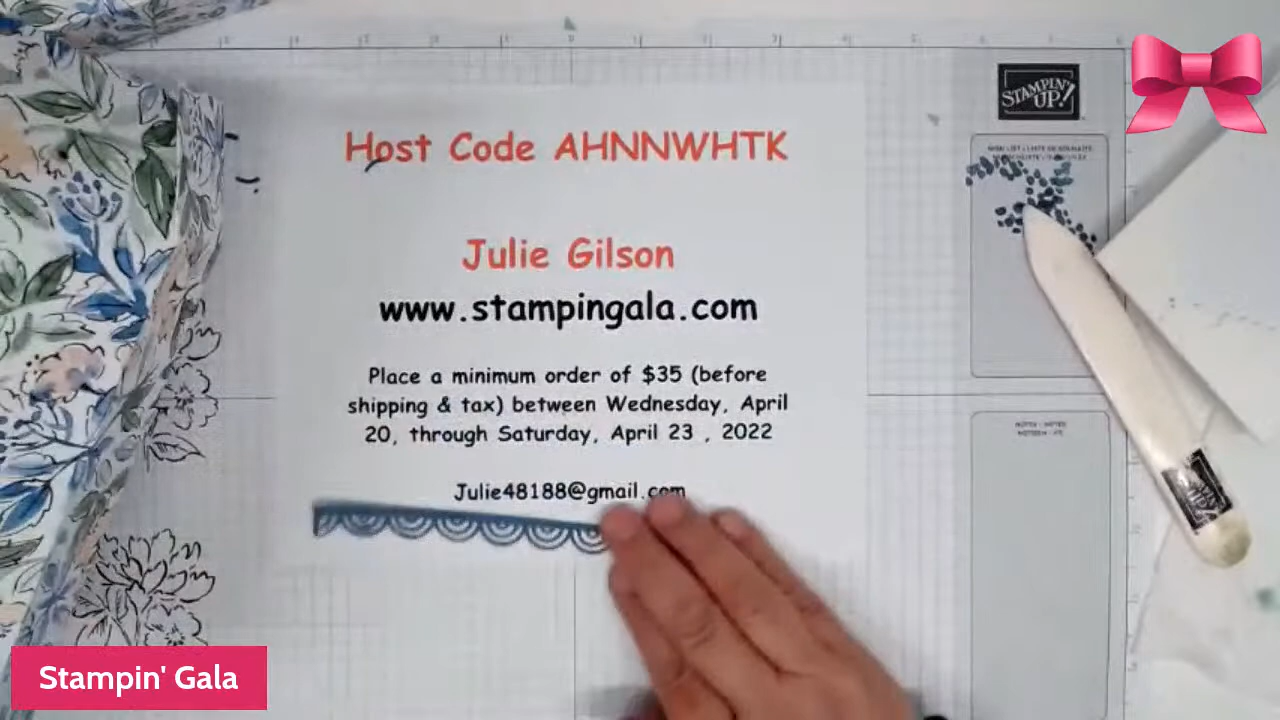 STAMPIN' UP!
Host Code AHNNWHTK
Julie Gilson
www.stampingala.com
Place a minimum order of $35 (before
shipping & tax) between Wednesday, April
20, through Saturday, April 23 , 2022
Julie48188@gmail.com
Stampin' Gala